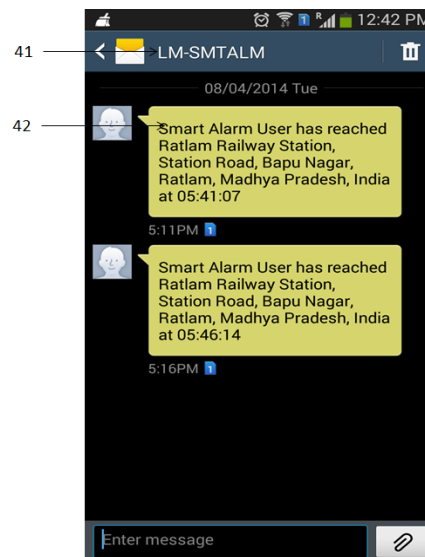 12:42 PM
41
LM-SMTALM
08/04/2014 Tue
42
Smart Alarm User has reached
Ratlam Railway Station,
Station Road, Bapu Nagar,
Ratlam, Madhya Pradesh, India
at 05:41:07
5:11PM 1
Smart Alarm User has reached
Ratlam Railway Station,
Station Road, Bapu Nagar,
Ratlam, Madhya Pradesh, India
at 05:46:14
5:16PM 1
Enter message